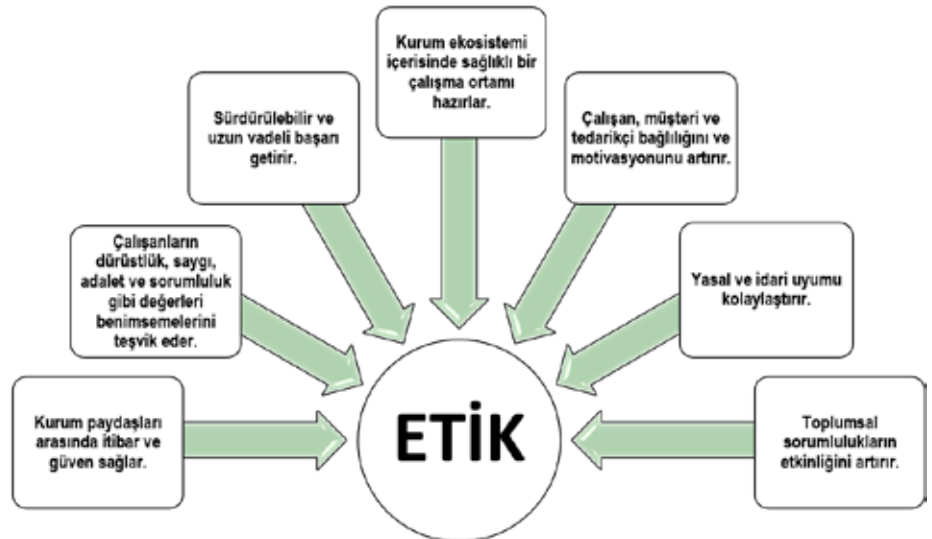 Kurum ekosistemi
içerisinde sağlıklı bir
çalışma ortamı
hazırlar.
Sürdürülebilir ve
uzun vadeli başarı
getirir.
Çalışan, müşteri ve
tedarikçi bağlılığını ve
motivasyonunu artırır.
Çalışanların
dürüstlük, saygı,
adalet ve sorumluluk
gibi değerleri
benimsemelerini
teşvik eder.
Yasal ve idari uyumu
kolaylaştırır.
Kurum paydaşları
arasında itibar ve
güven sağlar.
ETİK
Toplumsal
sorumlulukların
etkinliğini artırır.